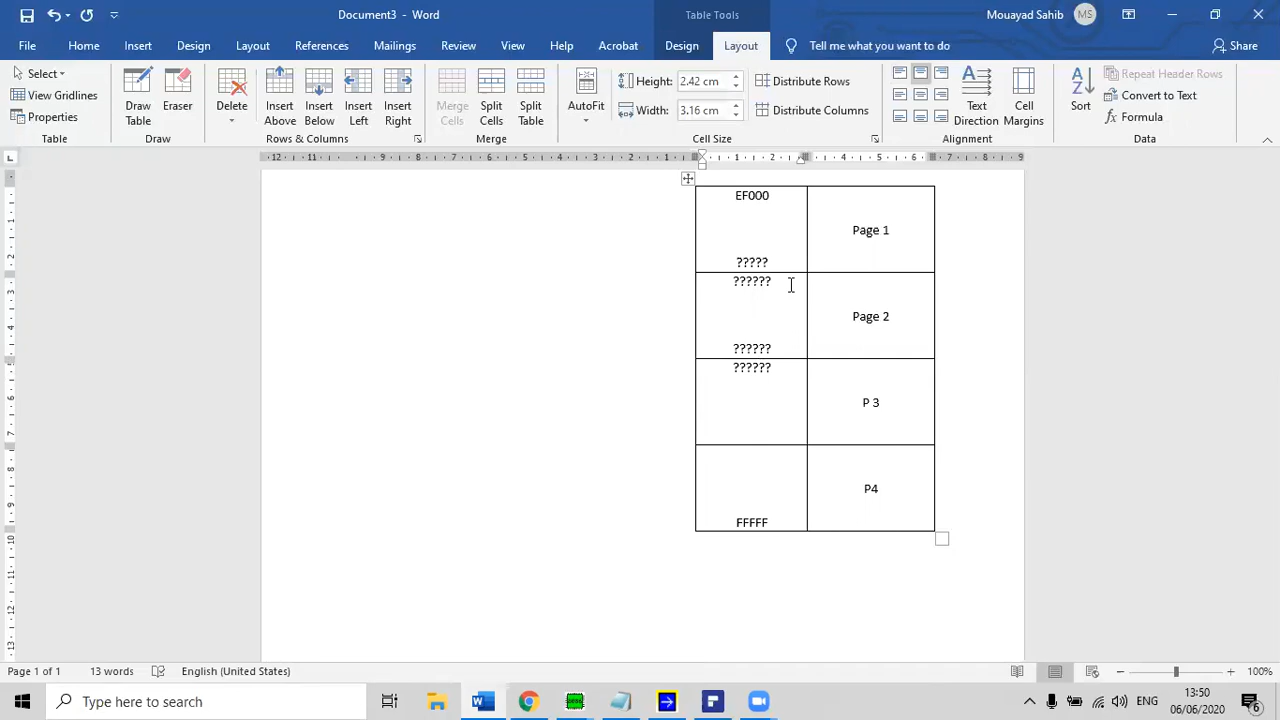 Document3 - Word
Table Tools
Mouayad Sahib
MS
File
Home
Insert
Design
Layout
References
Mailings
Review
View
Help
Acrobat
Design
Layout
Tell me what you want to do
Share
Select
View Gridlines
Properties
Table
Draw Table
Eraser
Draw
Delete
Insert Above
Insert Below
Insert Left
Insert Right
Rows & Columns
Merge Cells
Split Cells
Split Table
Merge
AutoFit
Height: 2.42 cm
Width: 3.16 cm
Distribute Rows
Distribute Columns
Cell Size
Text Direction
Cell Margins
Alignment
Sort
Repeat Header Rows
Convert to Text
Formula
Data
EF000
Page 1
?????
??????
Page 2
??????
??????
P 3
P4
FFFFF
Page 1 of 1
13 words
English (United States)
100%
Type here to search
ENG
13:50
06/06/2020
6